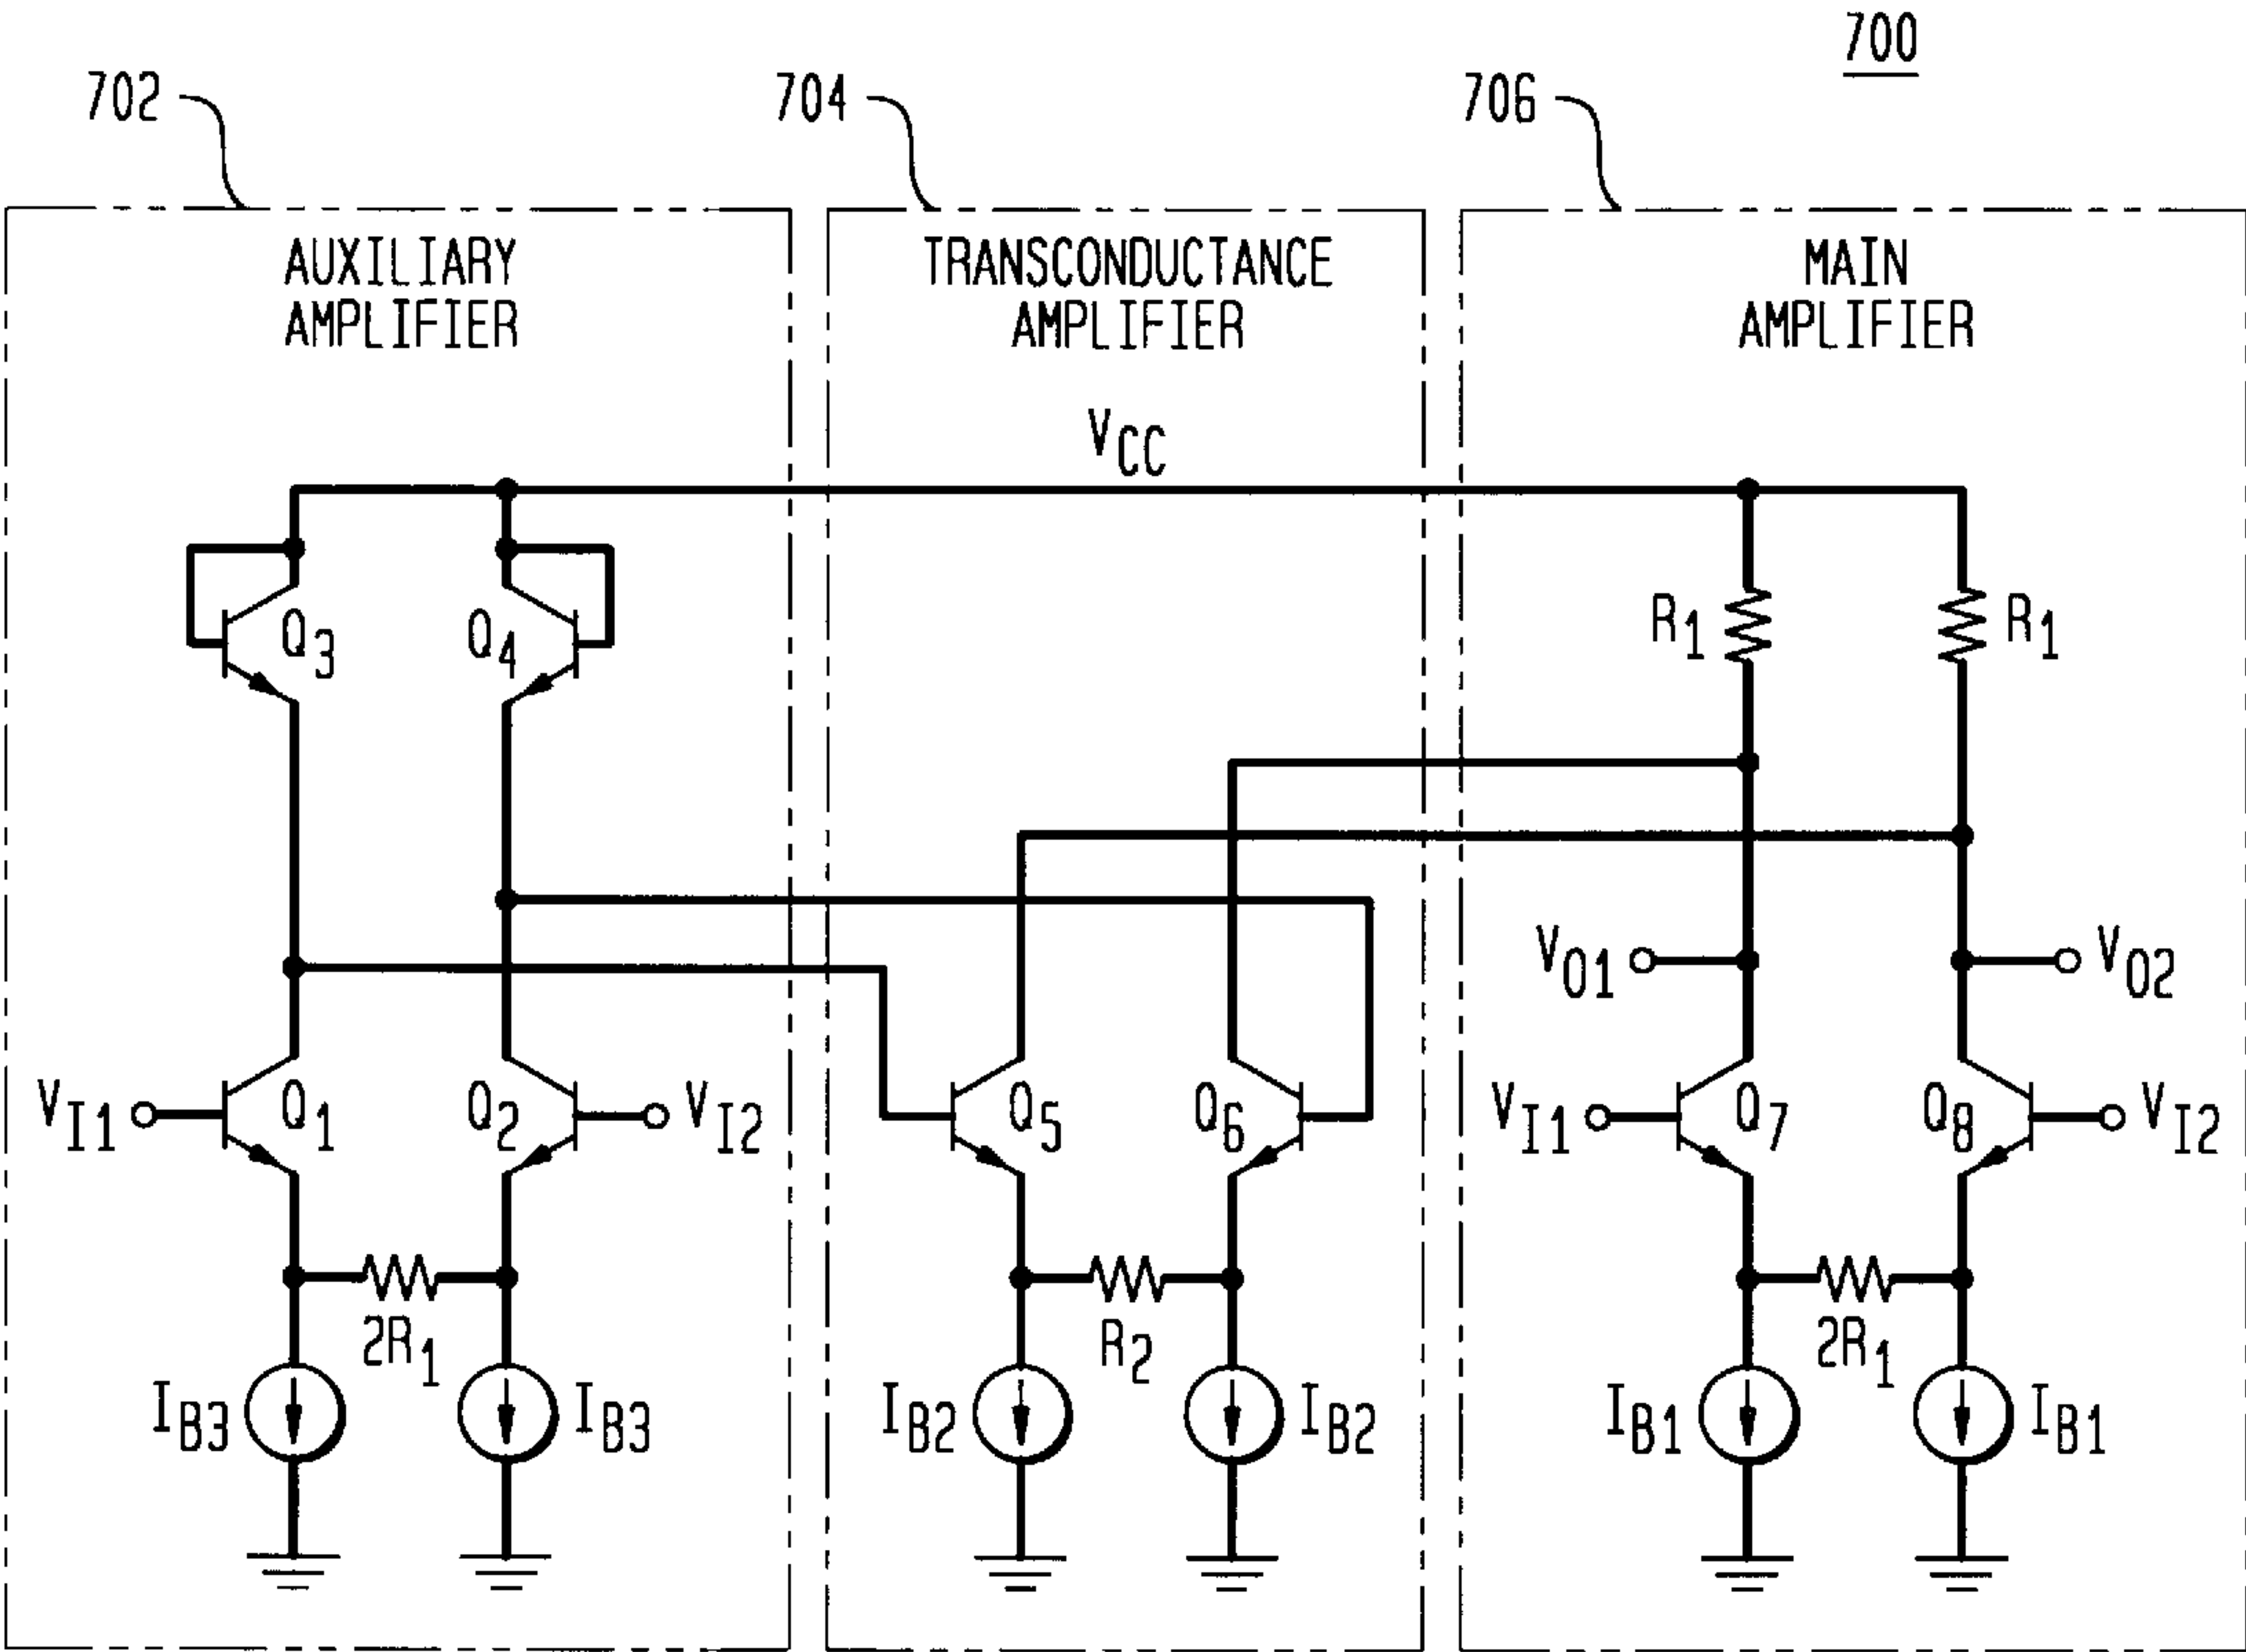 700
702
704
706
AUXILIARY
AMPLIFIER
TRANSCONDUCTANCE
AMPLIFIER
MAIN
AMPLIFIER
VCC
Q3
Q4
R1
R1
VO1
VO2
VI1
Q1
Q2
VI2
Q5
Q6
VI1
Q7
Q8
VI2
2R1
R2
2R1
IB3
IB3
IB2
IB2
IB1
IB1